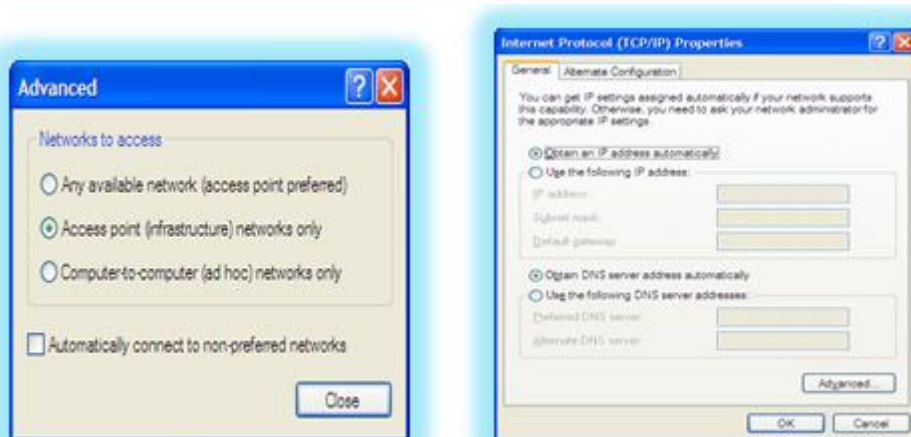 Advanced
Networks to access
Any available network (access point preferred)
Access point (infrastructure) networks only
Computer-to-computer (ad hoc) networks only
Automatically connect to non-preferred networks
Close
Internet Protocol (TCP/IP) Properties
General
Alternate Configuration
You can get IP settings assigned automatically if your network supports
this capability. Otherwise, you need to ask your network administrator for
the appropriate IP settings.
Obtain an IP address automatically
Use the following IP address:
IP address:
Subnet mask:
Default gateway:
Obtain DNS server address automatically
Use the following DNS server addresses:
Preferred DNS server:
Alternate DNS server:
Advanced...
OK
Cancel